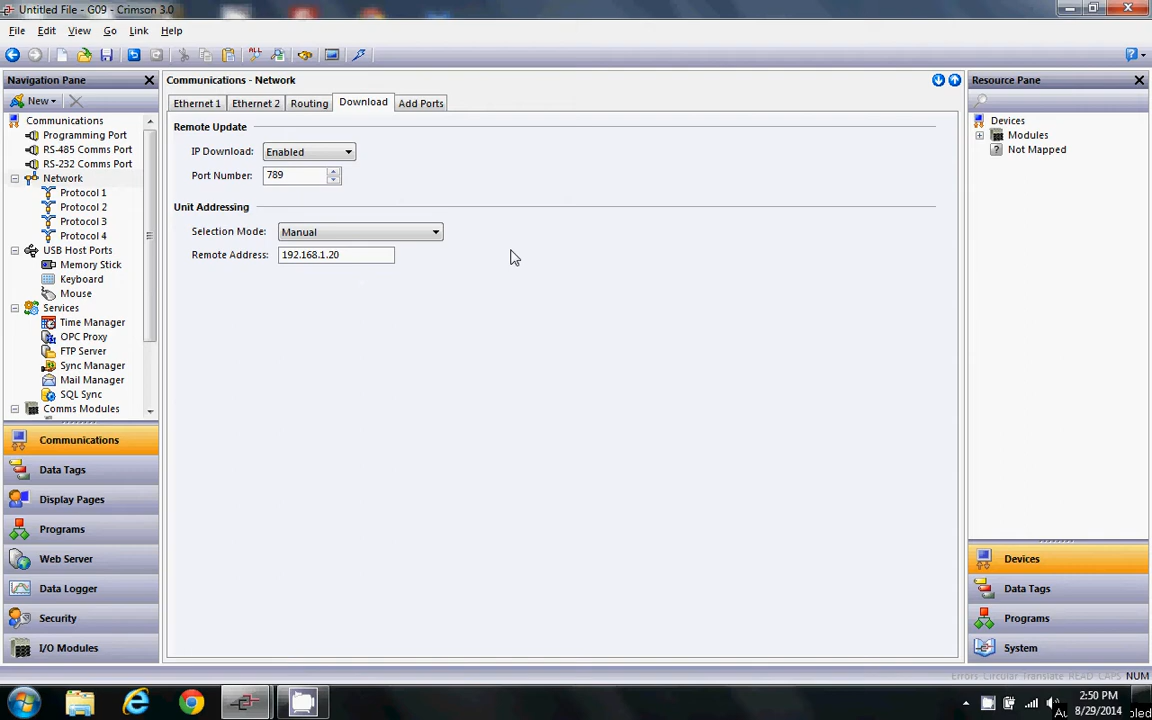 Untitled File - G09 - Crimson 3.0
File Edit View Go Link Help
Navigation Pane
New
Communications
Programming Port
RS-485 Comms Port
RS-232 Comms Port
Network
Protocol 1
Protocol 2
Protocol 3
Protocol 4
USB Host Ports
Memory Stick
Keyboard
Mouse
Services
Time Manager
OPC Proxy
FTP Server
Sync Manager
Mail Manager
SQL Sync
Comms Modules
Communications
Data Tags
Display Pages
Programs
Web Server
Data Logger
Security
I/O Modules
Communications - Network
Ethernet 1 Ethernet 2 Routing Download Add Ports
Remote Update
IP Download: Enabled
Port Number: 789
Unit Addressing
Selection Mode: Manual
Remote Address: 192.168.1.20
Resource Pane
Devices
Modules
? Not Mapped
Devices
Data Tags
Programs
System
Errors Circular Translate READ CAPS NUM
2:50 PM
8/29/2014